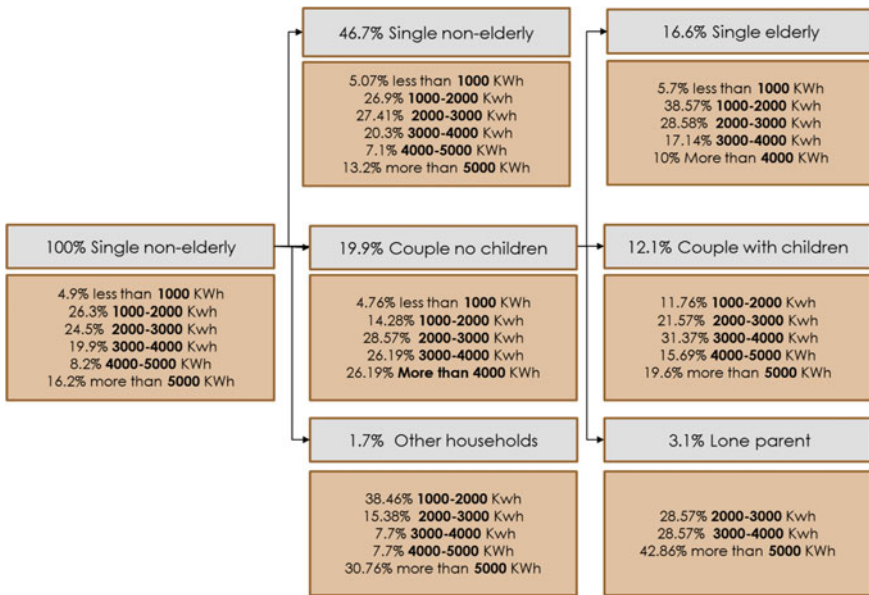 46.7% Single non-elderly
5.07% less than 1000 KWh
26.9% 1000-2000 Kwh
27.41% 2000-3000 Kwh
20.3% 3000-4000 Kwh
7.1% 4000-5000 Kwh
13.2% more than 5000 KWh
16.6% Single elderly
5.7% less than 1000 KWh
38.57% 1000-2000 Kwh
28.58% 2000-3000 Kwh
17.14% 3000-4000 Kwh
10% More than 4000 KWh
100% Single non-elderly
4.9% less than 1000 KWh
26.3% 1000-2000 Kwh
24.5% 2000-3000 Kwh
19.9% 3000-4000 Kwh
8.2% 4000-5000 Kwh
16.2% more than 5000 KWh
19.9% Couple no children
4.76% less than 1000 KWh
14.28% 1000-2000 Kwh
28.57% 2000-3000 Kwh
26.19% 3000-4000 Kwh
26.19% More than 4000 KWh
12.1% Couple with children
11.76% 1000-2000 Kwh
21.57% 2000-3000 Kwh
31.37% 3000-4000 Kwh
15.69% 4000-5000 Kwh
19.6% more than 5000 KWh
1.7% Other households
38.46% 1000-2000 Kwh
15.38% 2000-3000 Kwh
7.7% 3000-4000 Kwh
7.7% 4000-5000 Kwh
30.76% more than 5000 KWh
3.1% Lone parent
28.57% 2000-3000 Kwh
28.57% 3000-4000 Kwh
42.86% more than 5000 KWh